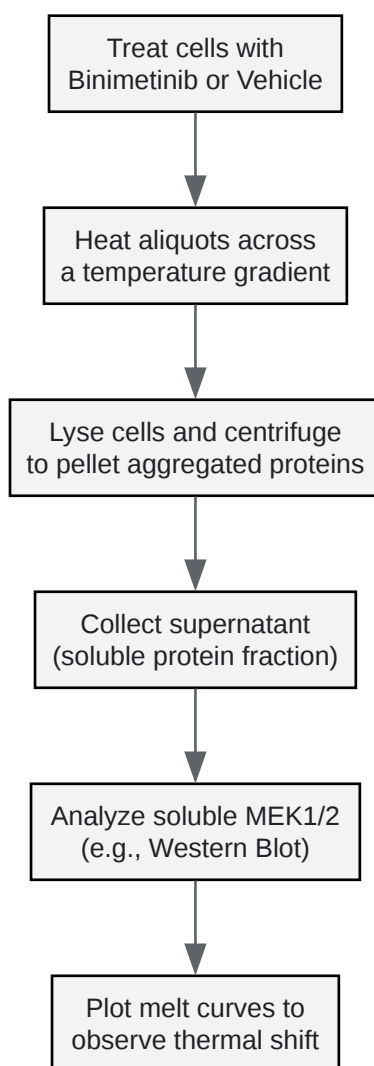 Treat cells with
Binimetinib or Vehicle
Heat aliquots across
a temperature gradient
Lyse cells and centrifuge
to pellet aggregated proteins
Collect supernatant
(soluble protein fraction)
Analyze soluble MEK1/2
(e.g., Western Blot)
Plot melt curves to
observe thermal shift